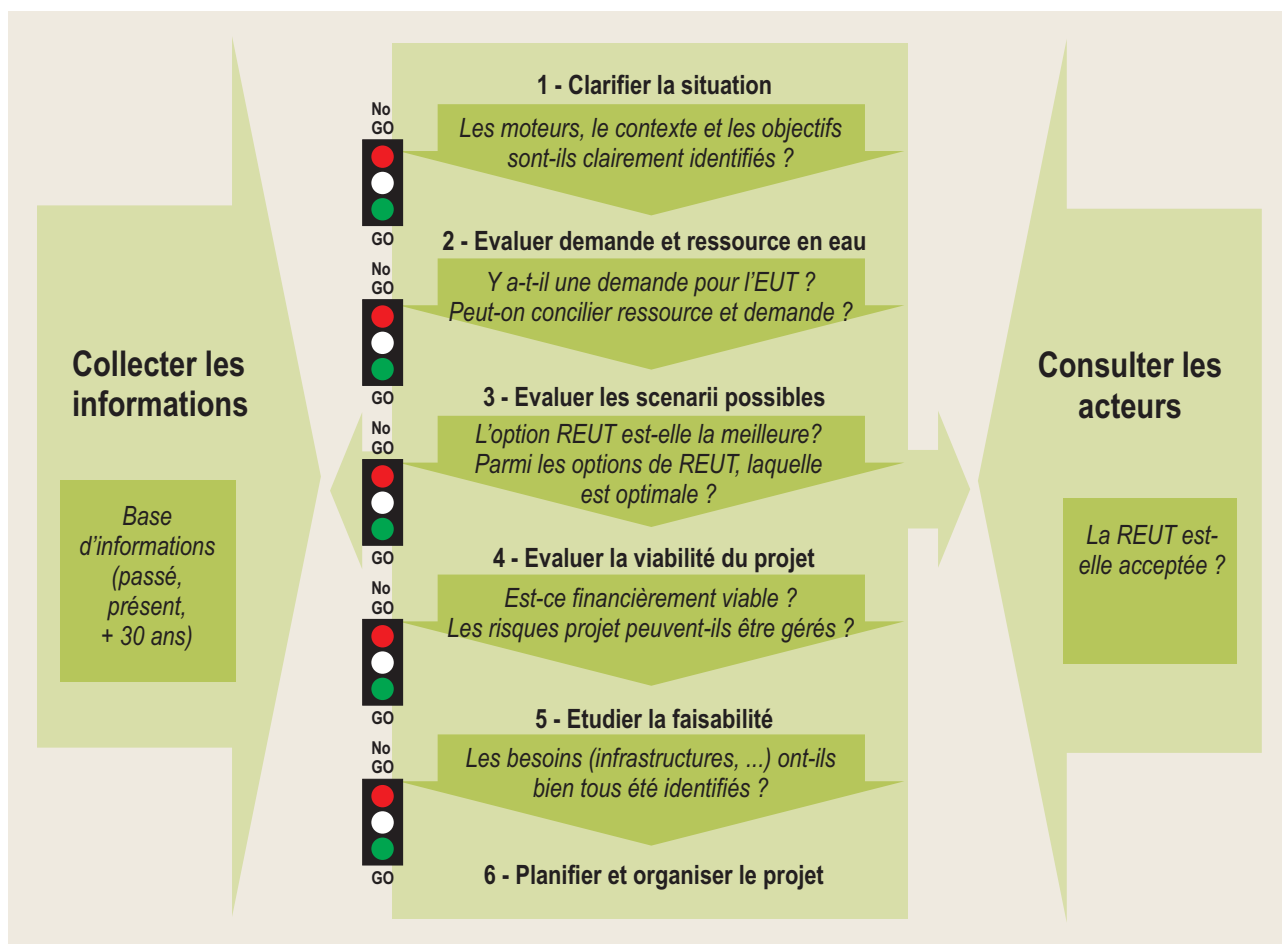 Collecter les
informations
Base
d'informations
(passé,
présent,
+ 30 ans)
1 - Clarifier la situation
No
GO
Les moteurs, le contexte et les objectifs
sont-ils clairement identifiés ?
GO
2 - Evaluer demande et ressource en eau
No
GO
Y a-t-il une demande pour l'EUT ?
Peut-on concilier ressource et demande ?
GO
3 - Evaluer les scenarii possibles
No
GO
L'option REUT est-elle la meilleure?
Parmi les options de REUT, laquelle
est optimale ?
GO
4 - Evaluer la viabilité du projet
No
GO
Est-ce financièrement viable ?
Les risques projet peuvent-ils être gérés ?
GO
5 - Etudier la faisabilité
No
GO
Les besoins (infrastructures, ...) ont-ils
bien tous été identifiés ?
GO
6 - Planifier et organiser le projet
Consulter les
acteurs
La REUT est-
elle acceptée ?